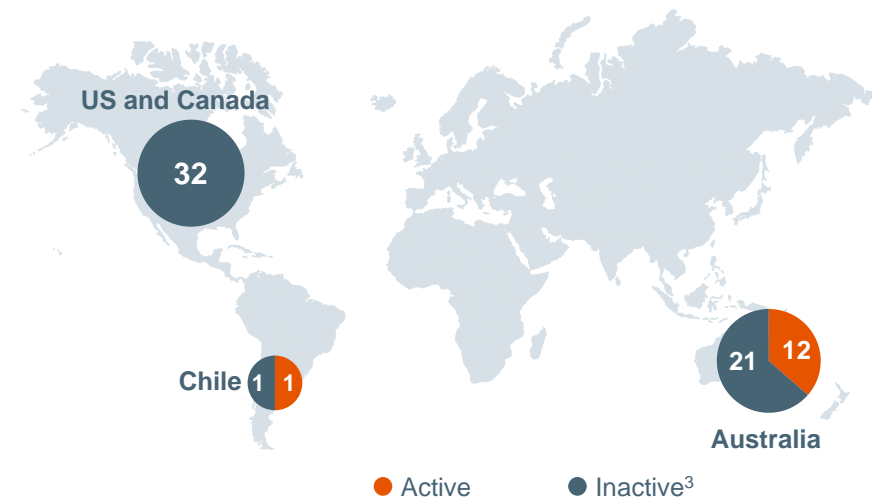 US and Canada
32
Chile 1 1
21 12
Australia
Active Inactive³